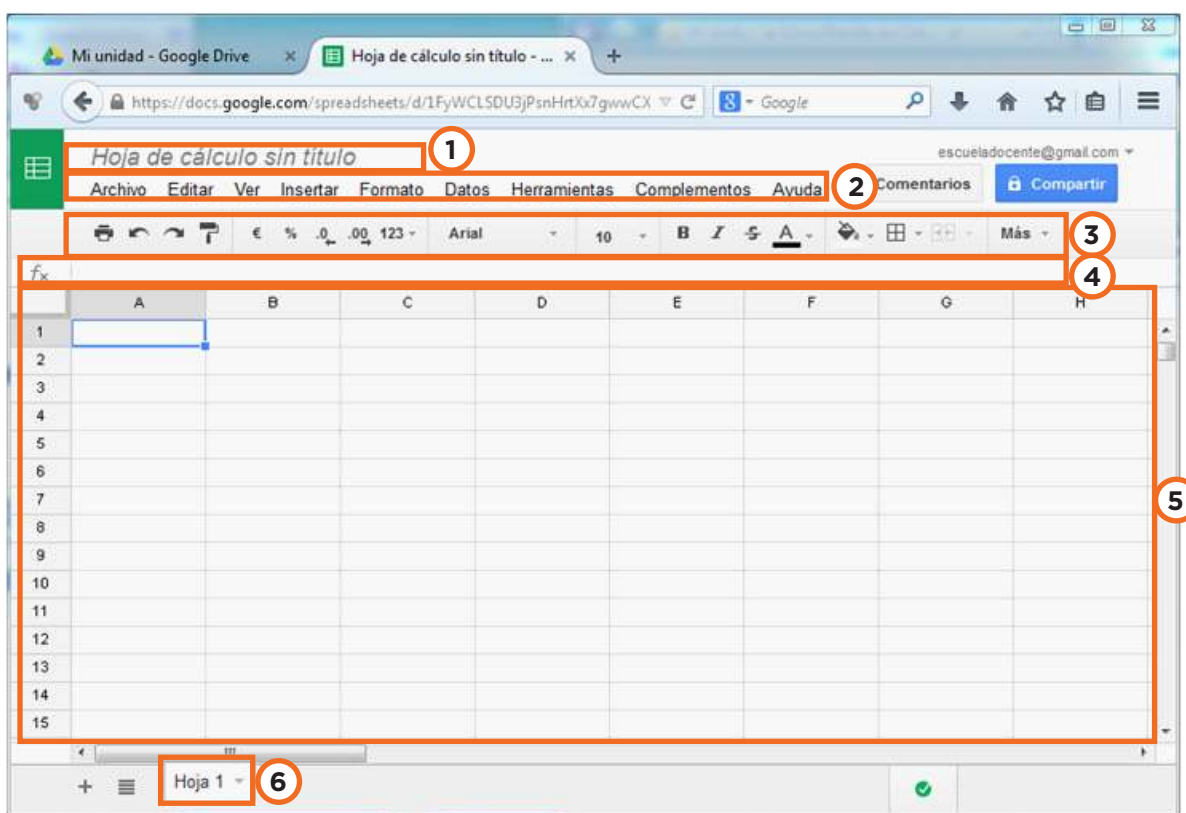 Mi unidad - Google Drive × Hoja de cálculo sin título - ... × +
https://docs.google.com/spreadsheets/d/1FyWCLSDU3jPsnHrtXx7gwwCX 8 Google
Hoja de cálculo sin título 1 escueladocente@gmail.com
Archivo Editar Ver Insertar Formato Datos Herramientas Complementos Ayuda 2 Comentarios Compartir
€ % .0 .00 123 Arial 10 B I S A Más 3
fx 4
A B C D E F G H
1
2
3
4
5
6
7 5
8
9
10
11
12
13
14
15
+ Hoja 1 6